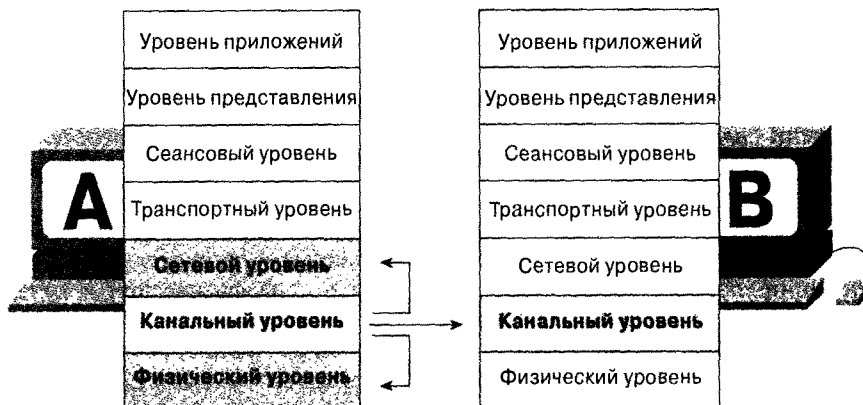 Уровень приложений
Уровень представления
Сеансовый уровень
Транспортный уровень
Сетевой уровень
Канальный уровень
Физический уровень
A
Уровень приложений
Уровень представления
Сеансовый уровень
Транспортный уровень
Сетевой уровень
Канальный уровень
Физический уровень
B